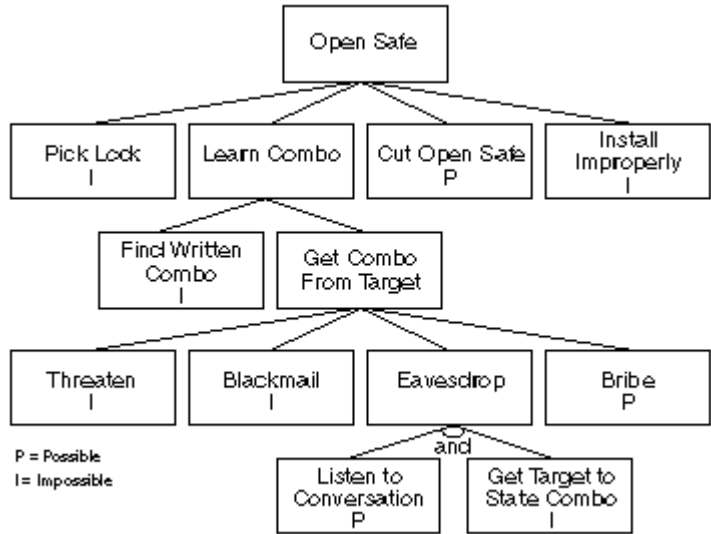 Open Safe
Pick Lock
I
Learn Combo
Cut Open Safe
P
Install
Improperly
I
Find Written
Combo
I
Get Combo
From Target
Threaten
I
Blackmail
I
Eavesdrop
Bribe
P
and
P = Possible
I = Impossible
Listen to
Conversation
P
Get Target to
State Combo
I